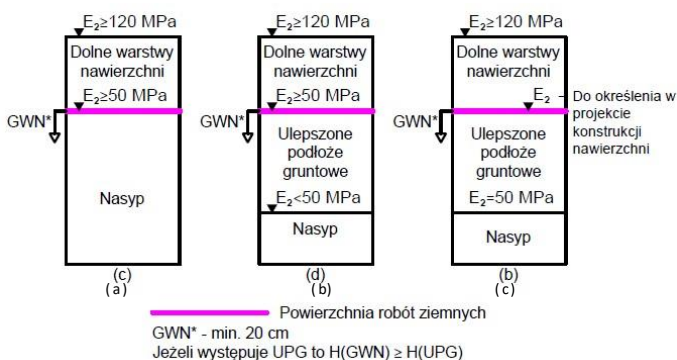 E₂≥120 MPa
Dolne warstwy
nawierzchni
E₂≥50 MPa
GWN*
Nasyp
(c)
(a)
E₂≥120 MPa
Dolne warstwy
nawierzchni
E₂≥50 MPa
GWN*
Ulepszone
podłoże
gruntowe
E₂<50 MPa
Nasyp
(d)
(b)
E₂≥120 MPa
Dolne warstwy
nawierzchni
E₂ - Do określenia w
projekcie
konstrukcji
nawierzchni
GWN*
Ulepszone
podłoże
gruntowe
E₂=50 MPa
Nasyp
(b)
(c)
Powierzchnia robót ziemnych
GWN* - min. 20 cm
Jeżeli występuje UPG to H(GWN) ≥ H(UPG)